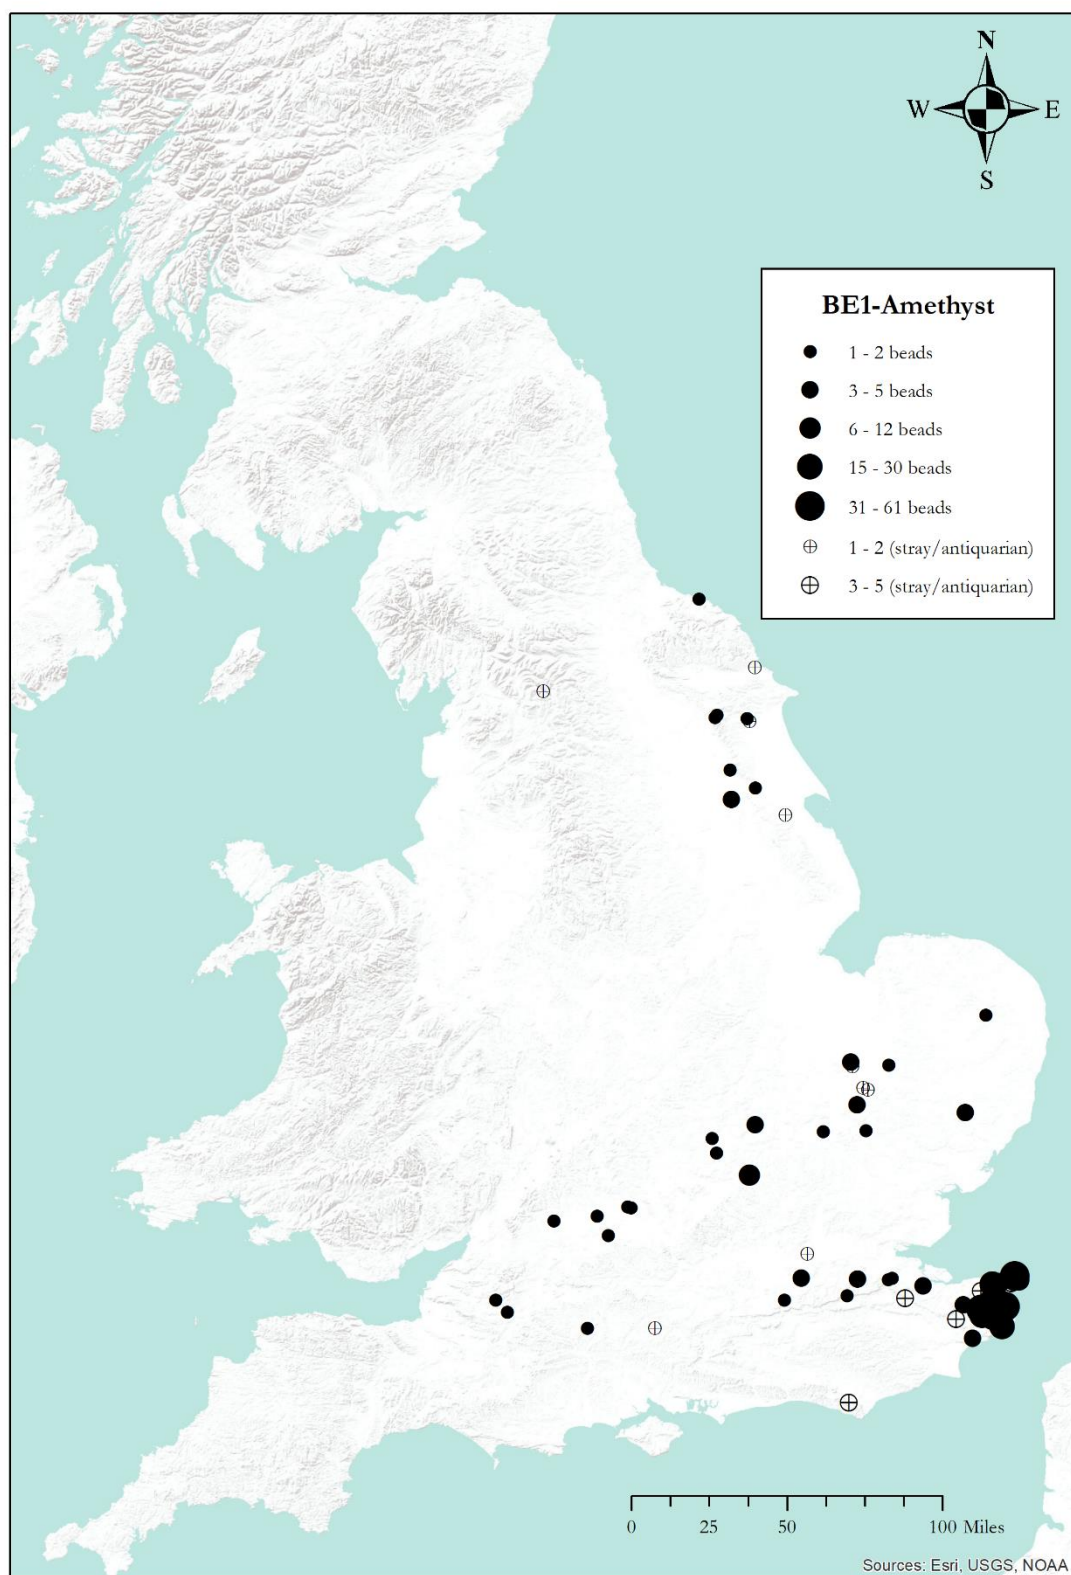 N
W E
S
BE1-Amethyst
1 - 2 beads
3 - 5 beads
6 - 12 beads
15 - 30 beads
31 - 61 beads
1 - 2 (stray/antiquarian)
3 - 5 (stray/antiquarian)
0 25 50 100 Miles
Sources: Esri, USGS, NOAA